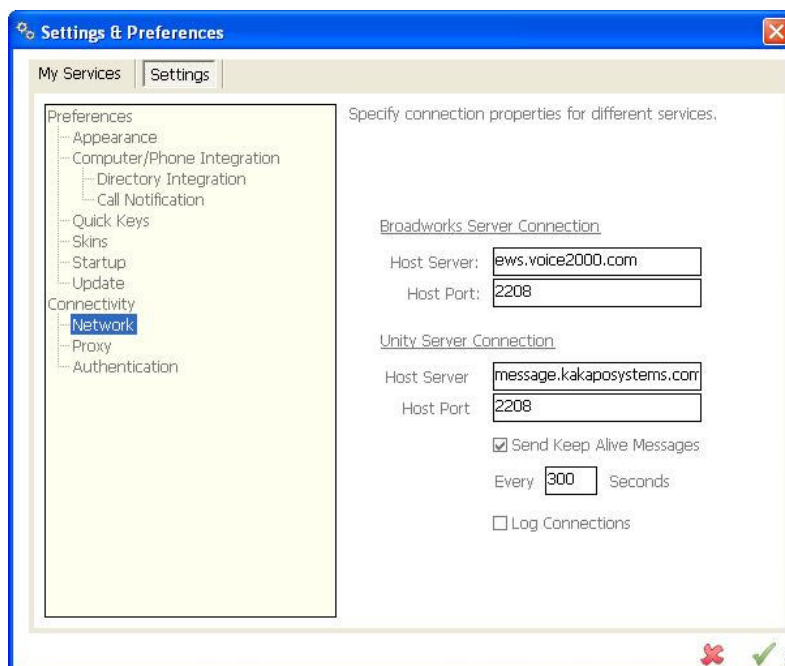 Settings & Preferences
My Services
Settings
Preferences
Appearance
Computer/Phone Integration
Directory Integration
Call Notification
Quick Keys
Skins
Startup
Update
Connectivity
Network
Proxy
Authentication
Specify connection properties for different services.
Broadworks Server Connection
Host Server: ews.voice2000.com
Host Port: 2208
Unity Server Connection
Host Server message.kakaposystems.com
Host Port 2208
Send Keep Alive Messages
Every 300 Seconds
Log Connections